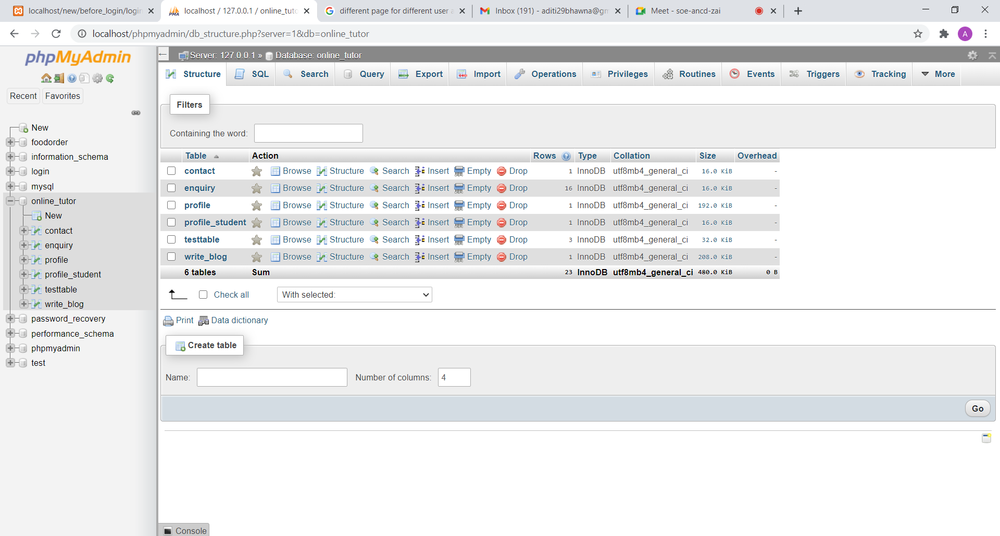 localhost/new/before_login/login
localhost / 127.0.0.1 / online_tuto
different page for different user a
Inbox (191) - aditi29bhawna@gm
Meet - soe-ancd-zai
localhost/phpmyadmin/db_structure.php?server=1&db=online_tutor
A
phpMyAdmin
Recent Favorites
New
foodorder
information_schema
login
mysql
online_tutor
New
contact
enquiry
profile
profile_student
testtable
write_blog
password_recovery
performance_schema
phpmyadmin
test
Server: 127.0.0.1 » Database: online_tutor
Structure SQL Search Query Export Import Operations Privileges Routines Events Triggers Tracking More
Filters
Containing the word:
Table Action Rows Type Collation Size Overhead
contact Browse Structure Search Insert Empty Drop 1 InnoDB utf8mb4_general_ci 16.0 KiB -
enquiry Browse Structure Search Insert Empty Drop 16 InnoDB utf8mb4_general_ci 16.0 KiB -
profile Browse Structure Search Insert Empty Drop 1 InnoDB utf8mb4_general_ci 192.0 KiB -
profile_student Browse Structure Search Insert Empty Drop 1 InnoDB utf8mb4_general_ci 16.0 KiB -
testtable Browse Structure Search Insert Empty Drop 3 InnoDB utf8mb4_general_ci 32.0 KiB -
write_blog Browse Structure Search Insert Empty Drop 1 InnoDB utf8mb4_general_ci 208.0 KiB -
6 tables Sum 23 InnoDB utf8mb4_general_ci 480.0 KiB 0 B
Check all With selected:
Print Data dictionary
Create table
Name: Number of columns: 4
Go
Console